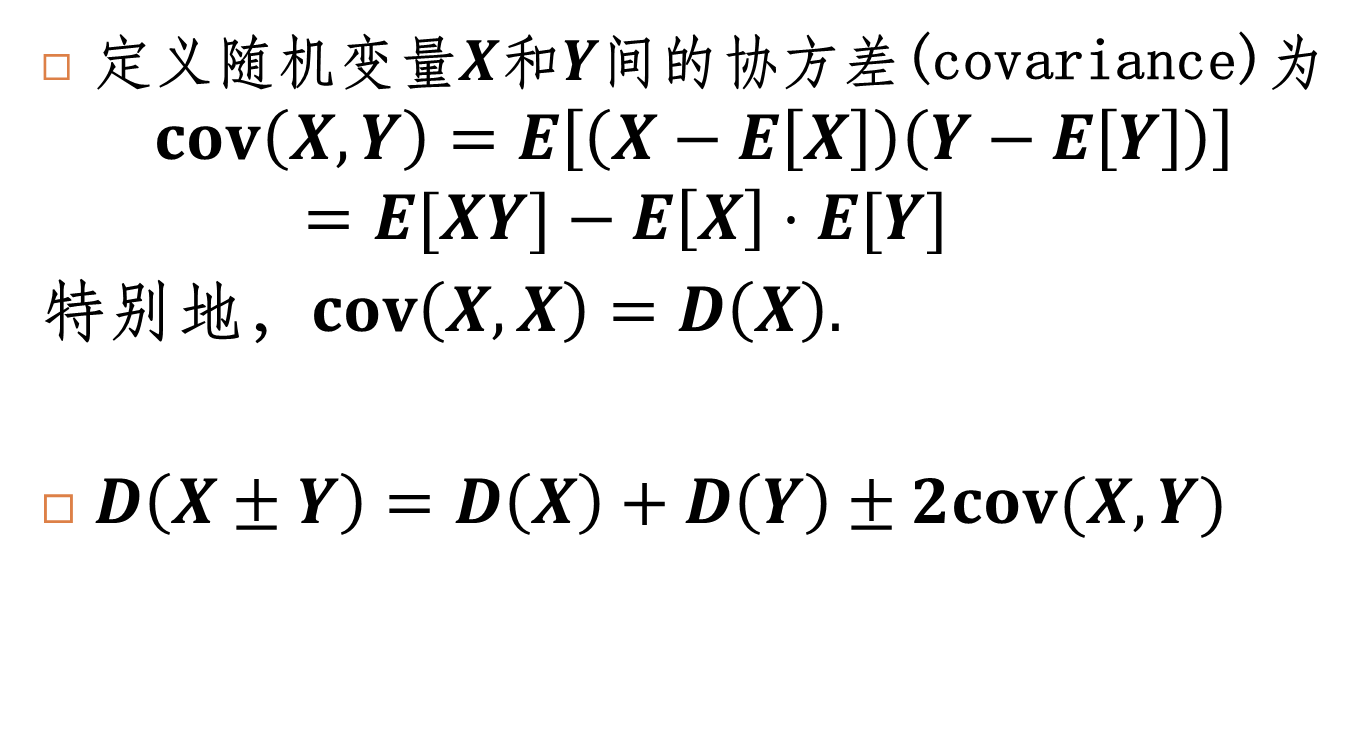 □ 定义随机变量X和Y间的协方差(covariance)为
cov(X,Y) = E[(X − E[X])(Y − E[Y])]
= E[XY] − E[X] · E[Y]
特别地，cov(X,X) = D(X).
□ D(X ± Y) = D(X) + D(Y) ± 2cov(X,Y)